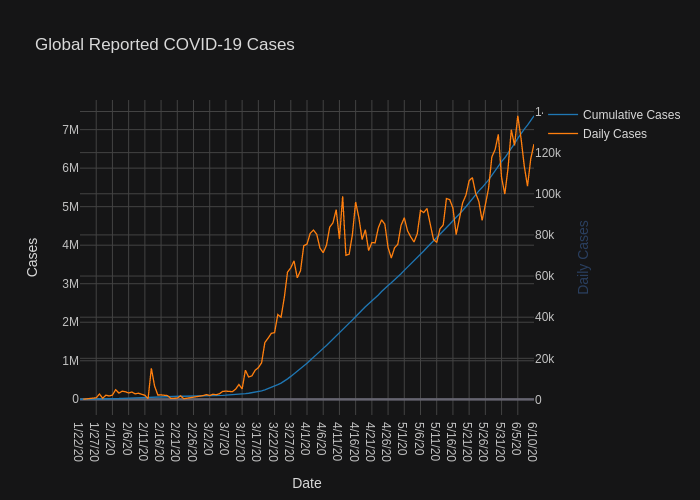 Global Reported COVID-19 Cases
Cumulative Cases
Daily Cases
Cases
7M
6M
5M
4M
3M
2M
1M
0
120k
100k
80k
60k
40k
20k
0
Daily Cases
1/22/20
1/27/20
2/1/20
2/6/20
2/11/20
2/16/20
2/21/20
2/26/20
3/2/20
3/7/20
3/12/20
3/17/20
3/22/20
3/27/20
4/1/20
4/6/20
4/11/20
4/16/20
4/21/20
4/26/20
5/1/20
5/6/20
5/11/20
5/16/20
5/21/20
5/26/20
5/31/20
6/5/20
6/10/20
Date